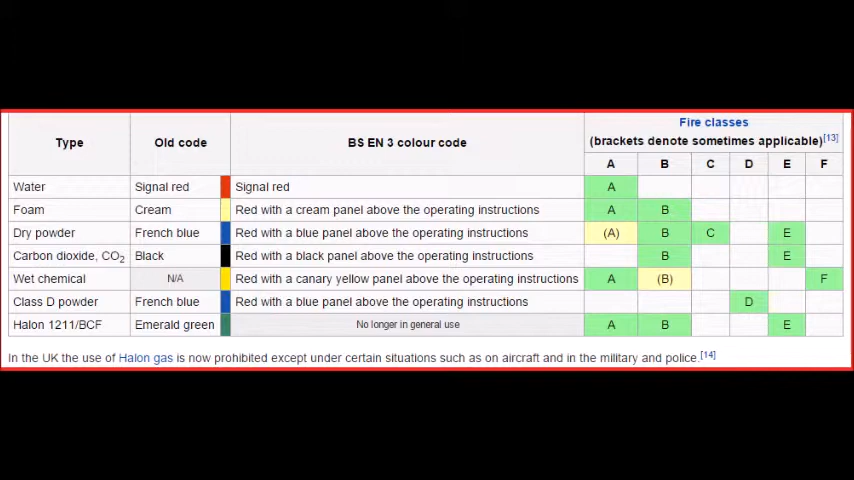 Type Old code BS EN 3 colour code Fire classes
(brackets denote sometimes applicable)[13]
A B C D E F
Water Signal red Signal red A
Foam Cream Red with a cream panel above the operating instructions A B
Dry powder French blue Red with a blue panel above the operating instructions (A) B C E
Carbon dioxide, CO2 Black Red with a black panel above the operating instructions B E
Wet chemical N/A Red with a canary yellow panel above the operating instructions A (B) F
Class D powder French blue Red with a blue panel above the operating instructions D
Halon 1211/BCF Emerald green No longer in general use A B E
In the UK the use of Halon gas is now prohibited except under certain situations such as on aircraft and in the military and police.[14]